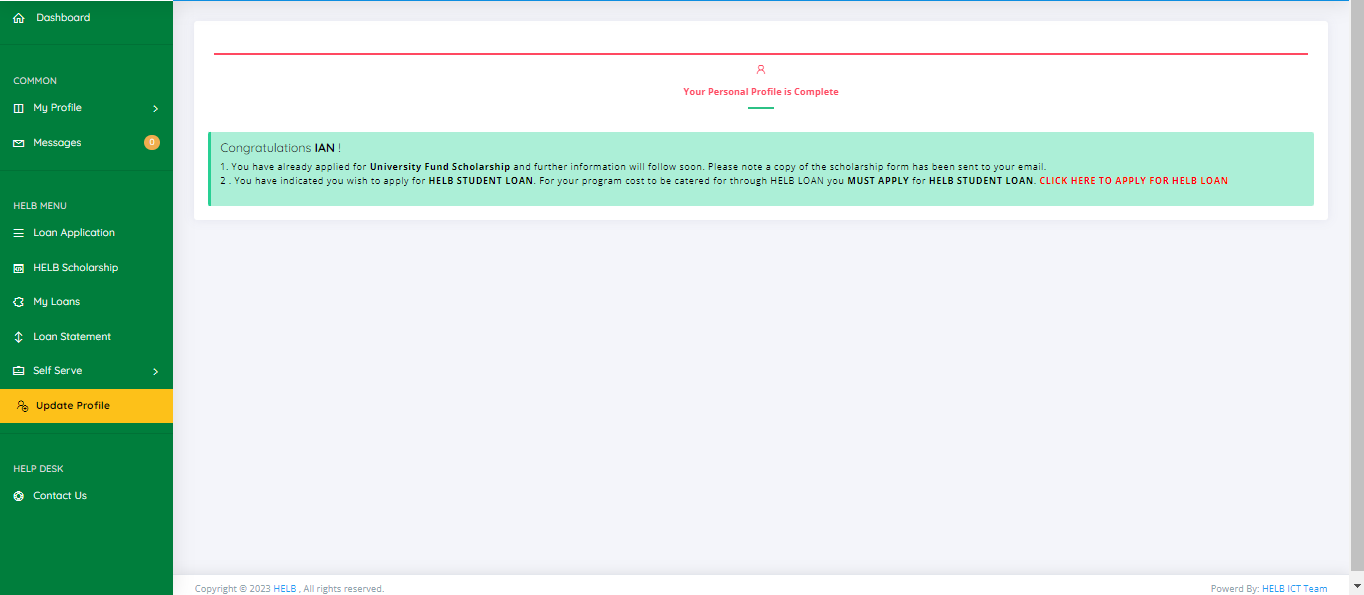 Dashboard
COMMON
My Profile
Messages
0
HELB MENU
Loan Application
HELB Scholarship
My Loans
Loan Statement
Self Serve
Update Profile
HELP DESK
Contact Us
Your Personal Profile is Complete
Congratulations IAN !
1. You have already applied for University Fund Scholarship and further information will follow soon. Please note a copy of the scholarship form has been sent to your email.
2 . You have indicated you wish to apply for HELB STUDENT LOAN. For your program cost to be catered for through HELB LOAN you MUST APPLY for HELB STUDENT LOAN. CLICK HERE TO APPLY FOR HELB LOAN
Copyright © 2023 HELB , All rights reserved.
Powerd By: HELB ICT Team